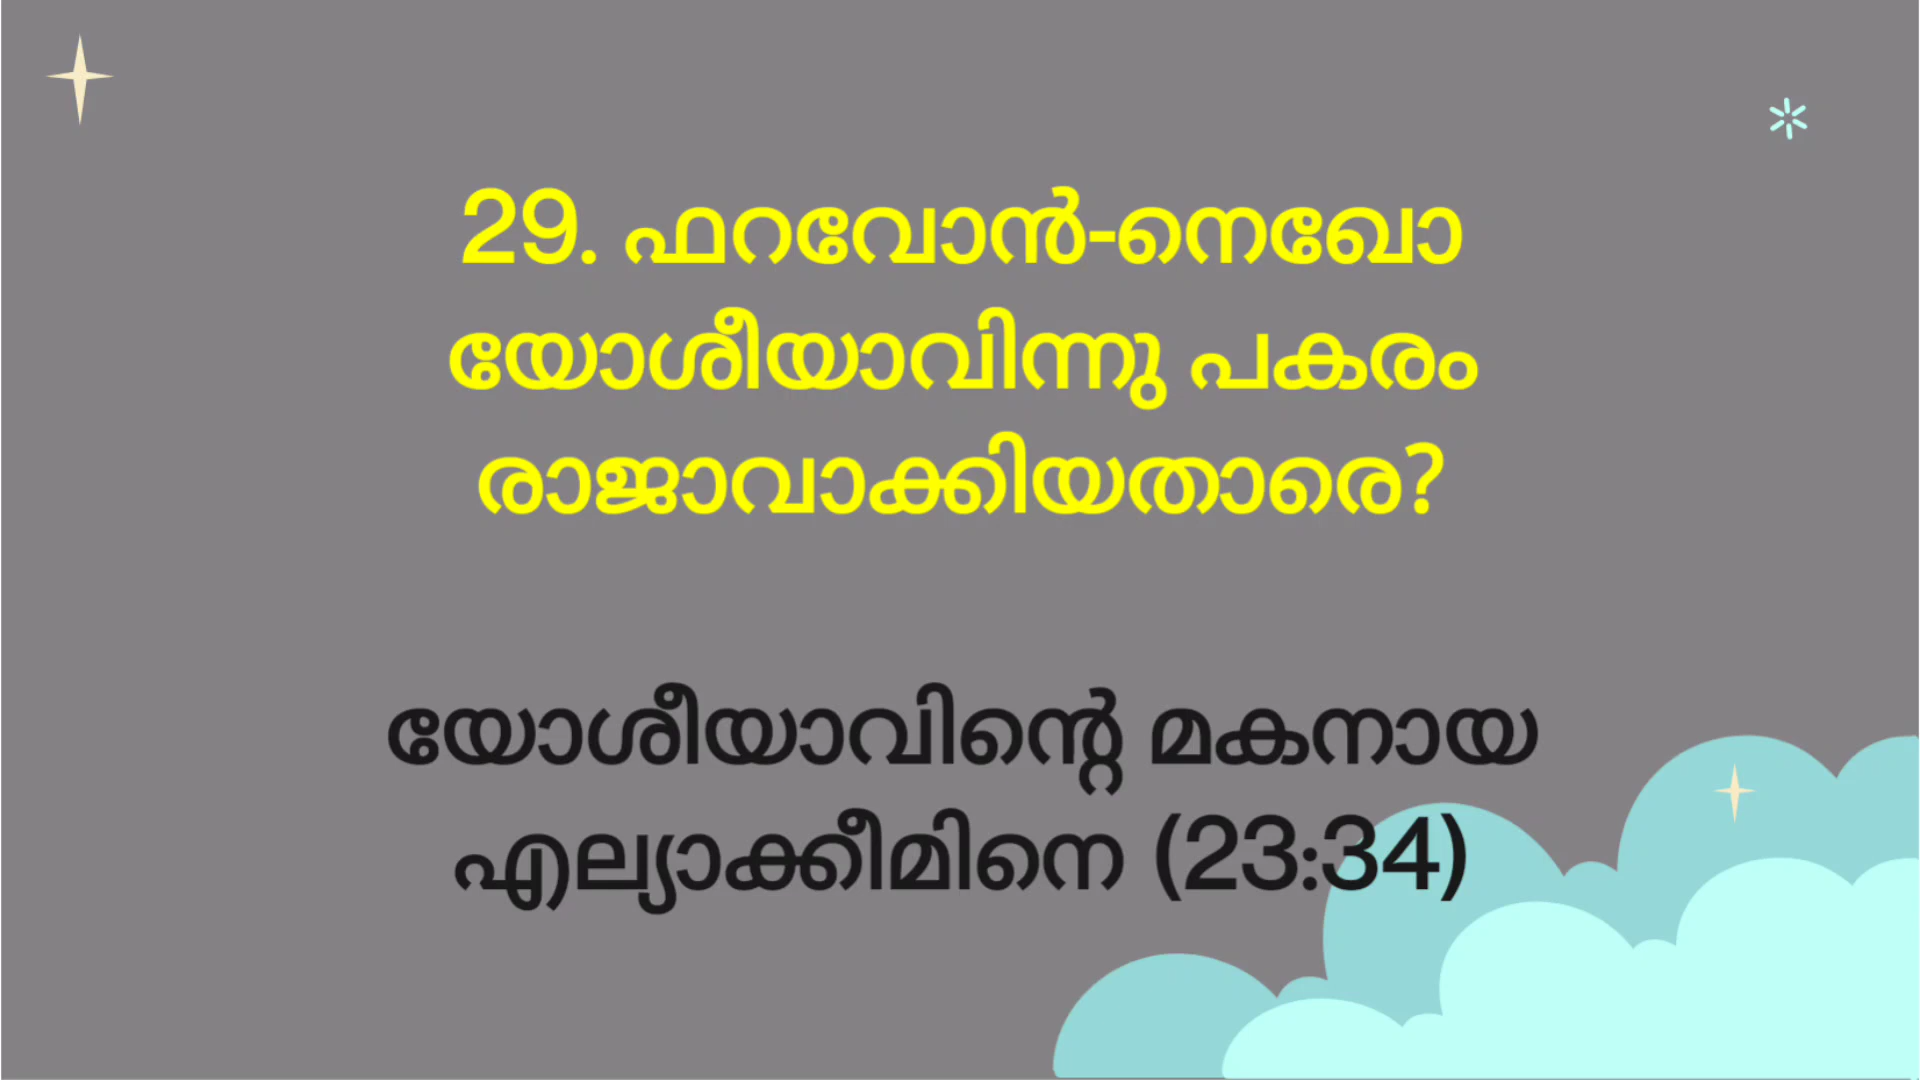 29. ഫറവോൻ-നെഖോ
യോശീയാവിന്നു പകരം
രാജാവാക്കിയതാരെ?
യോശീയാവിന്റെ മകനായ
എല്യാക്കീമിനെ (23:34)